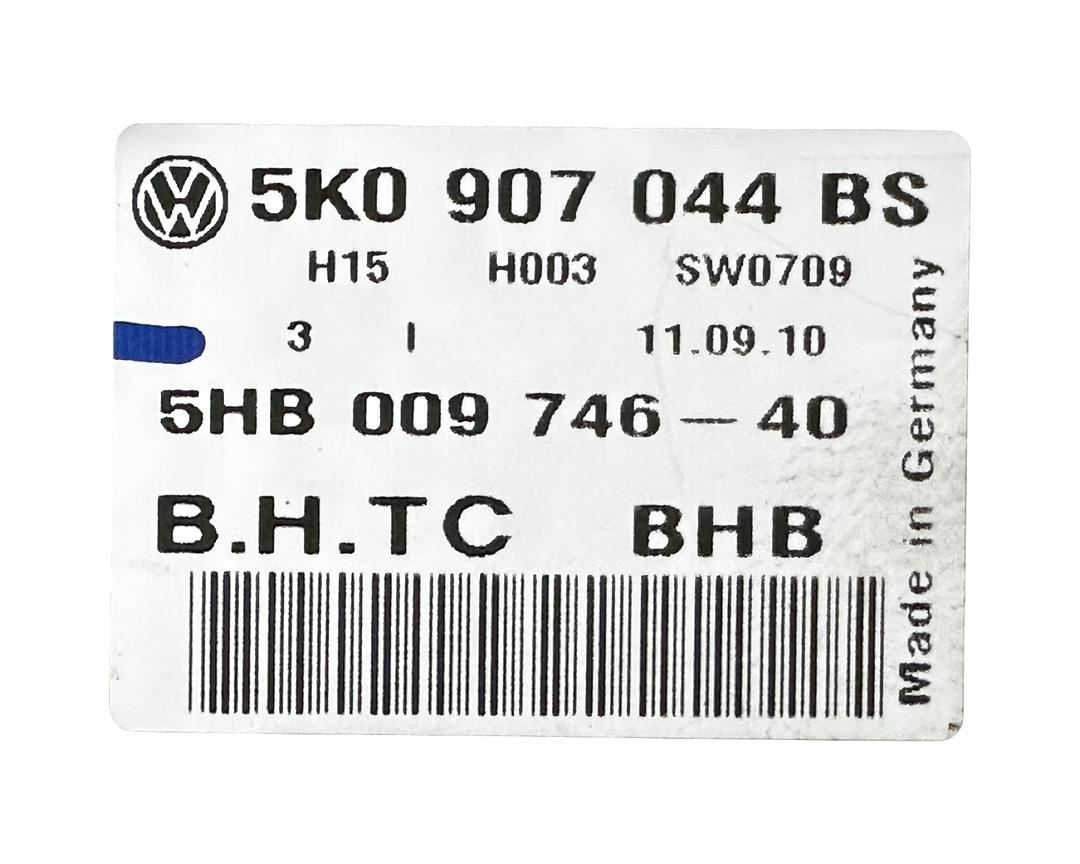 5K0 907 044 BS
H15 H003 SW0709
3 I 11.09.10
5HB 009 746-40
B.H.TC BHB
Made in Germany